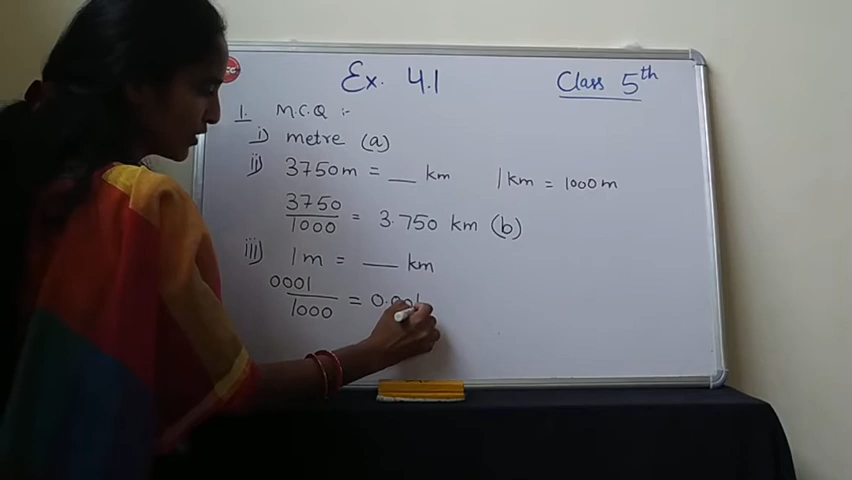 Ex. 4.1
Class 5th
1. M.C.Q :-
i) metre (a)
ii) 3750m = __ km
1 km = 1000 m
3750
1000
= 3.750 km (b)
iii) 1 m = __ km
0001
1000
= 0.001